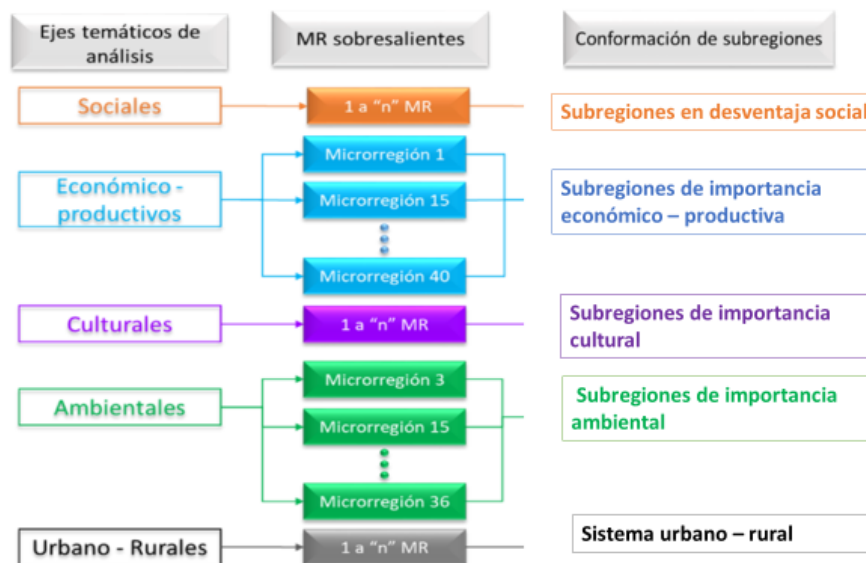 Ejes temáticos de
análisis
MR sobresalientes
Conformación de subregiones
Sociales
1 a “n” MR
Subregiones en desventaja social
Económico -
productivos
Microrregión 1
Microrregión 15
Microrregión 40
Subregiones de importancia
económico – productiva
Culturales
1 a “n” MR
Subregiones de importancia
cultural
Ambientales
Microrregión 3
Microrregión 15
Microrregión 36
Subregiones de importancia
ambiental
Urbano - Rurales
1 a “n” MR
Sistema urbano – rural